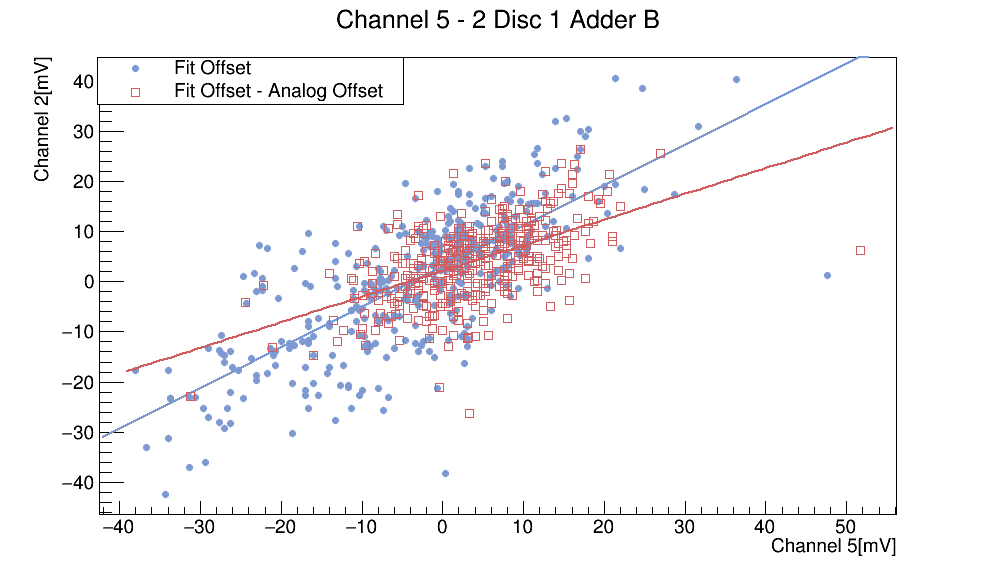 Channel 5 - 2 Disc 1 Adder B
Channel 2[mV]
Fit Offset
Fit Offset - Analog Offset
40
30
20
10
0
−10
−20
−30
−40
−40 −30 −20 −10 0 10 20 30 40 50
Channel 5[mV]